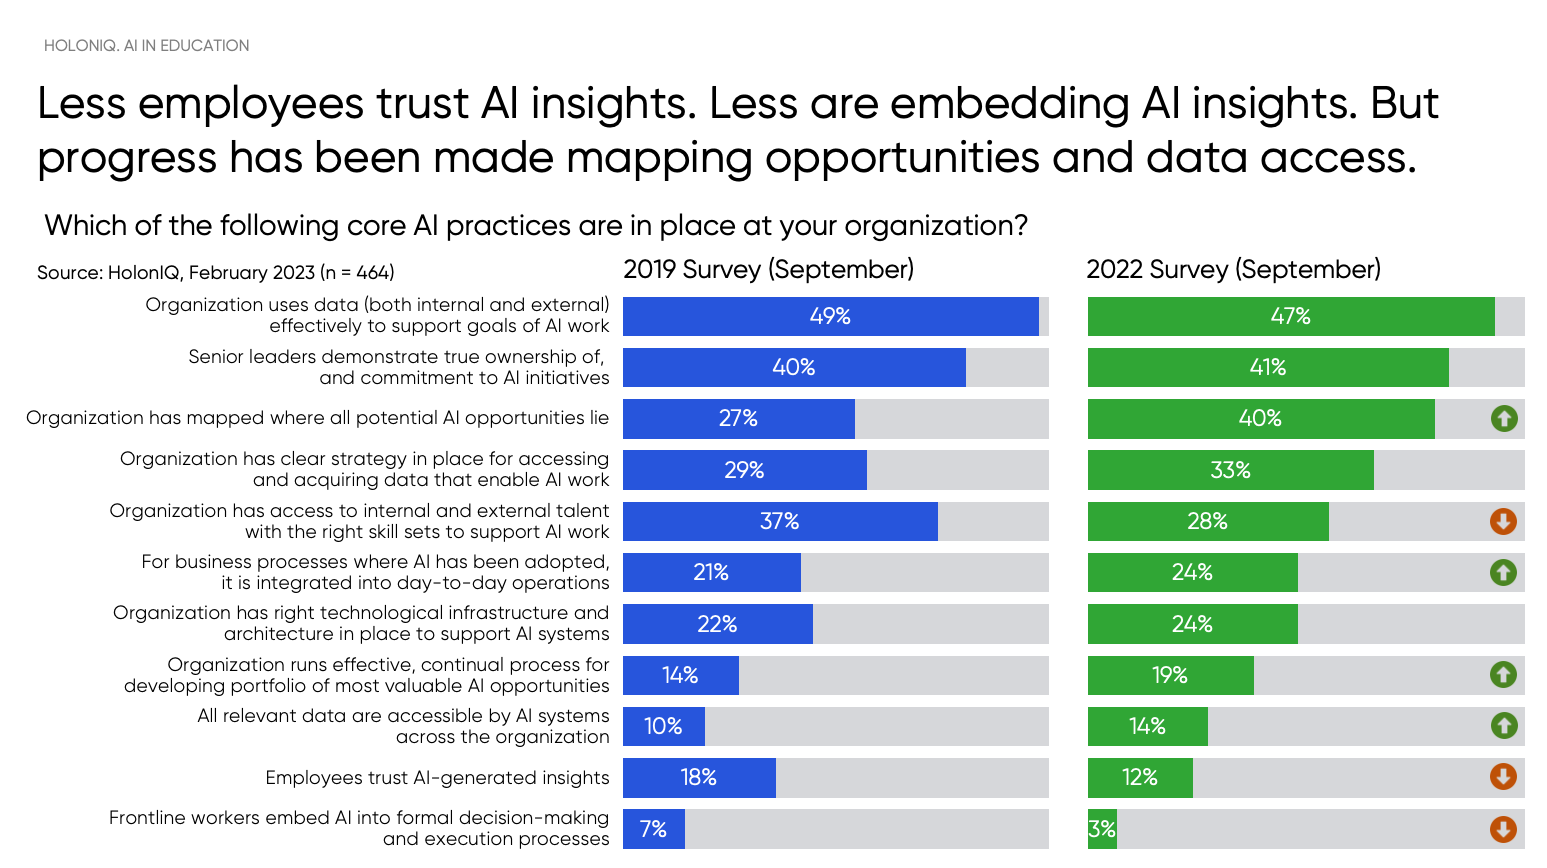 HOLONIQ. AI IN EDUCATION
Less employees trust AI insights. Less are embedding AI insights. But
progress has been made mapping opportunities and data access.
Which of the following core AI practices are in place at your organization?
Source: HolonIQ, February 2023 (n = 464)
2019 Survey (September)
2022 Survey (September)
Organization uses data (both internal and external)
effectively to support goals of AI work
49%
47%
Senior leaders demonstrate true ownership of,
and commitment to AI initiatives
40%
41%
Organization has mapped where all potential AI opportunities lie
27%
40%
Organization has clear strategy in place for accessing
and acquiring data that enable AI work
29%
33%
Organization has access to internal and external talent
with the right skill sets to support AI work
37%
28%
For business processes where AI has been adopted,
it is integrated into day-to-day operations
21%
24%
Organization has right technological infrastructure and
architecture in place to support AI systems
22%
24%
Organization runs effective, continual process for
developing portfolio of most valuable AI opportunities
14%
19%
All relevant data are accessible by AI systems
across the organization
10%
14%
Employees trust AI-generated insights
18%
12%
Frontline workers embed AI into formal decision-making
and execution processes
7%
3%